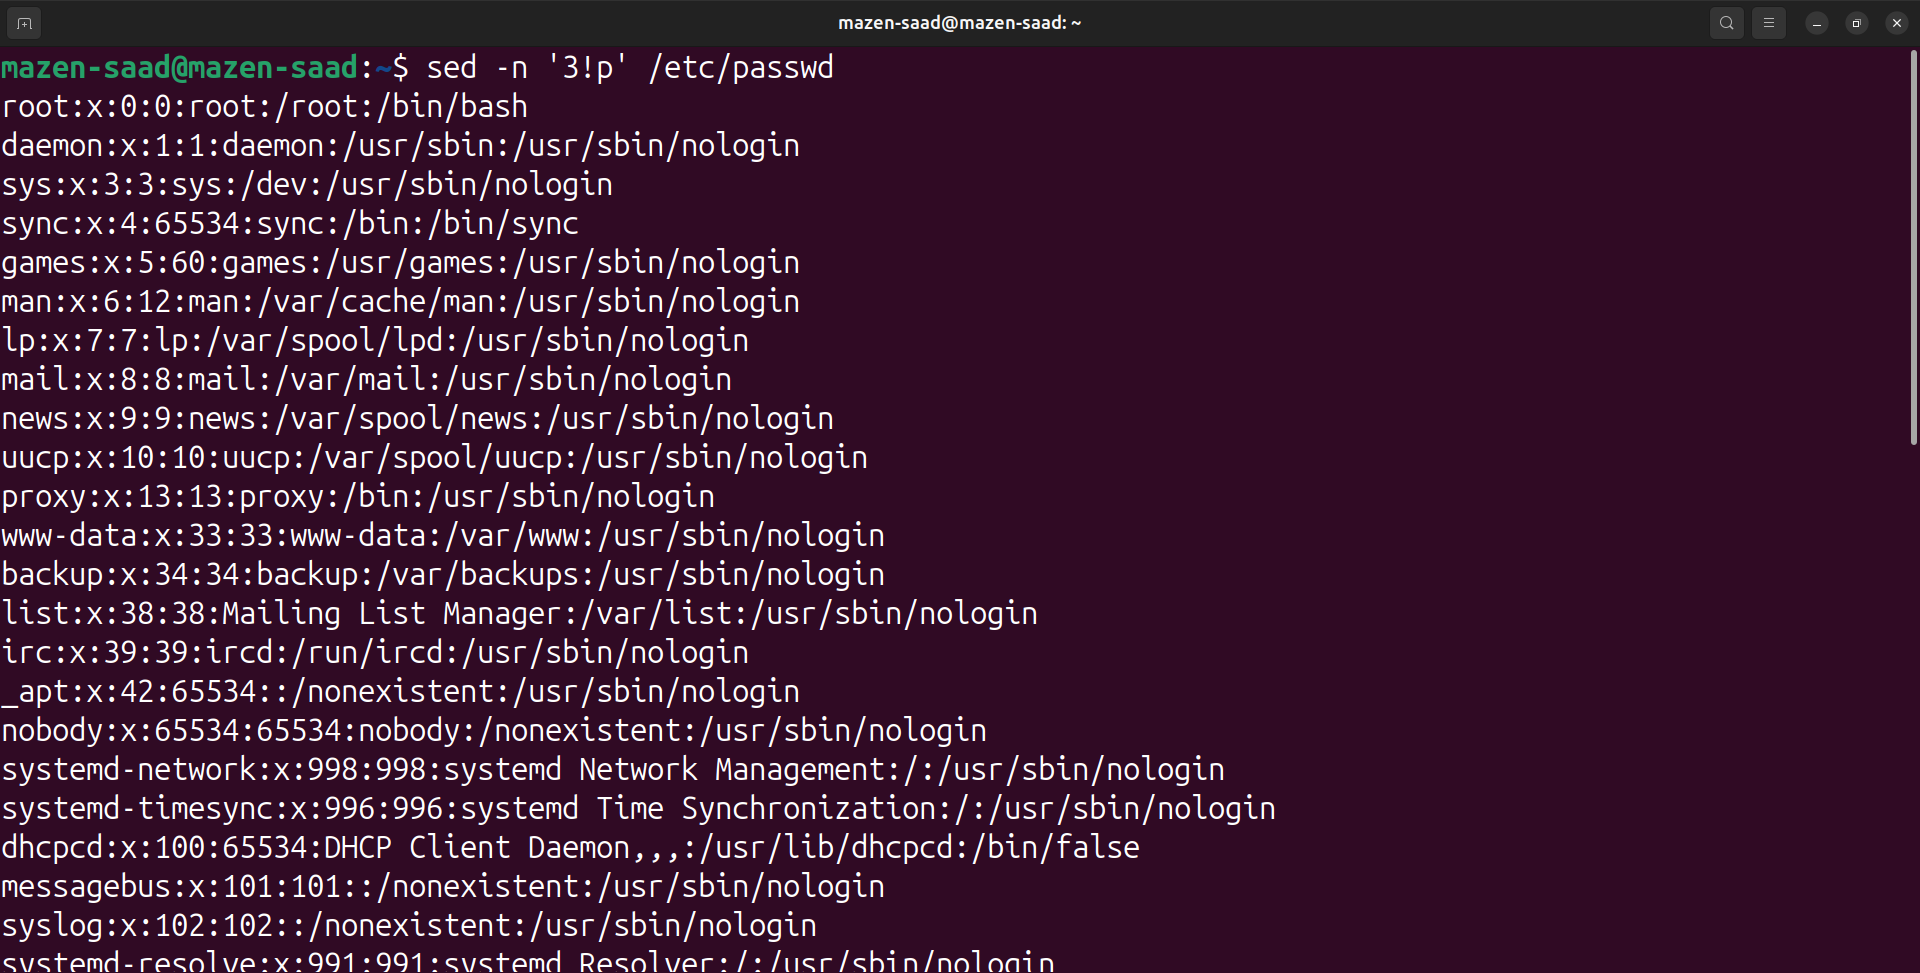 mazen-saad@mazen-saad: ~
mazen-saad@mazen-saad:~$ sed -n '3!p' /etc/passwd
root:x:0:0:root:/root:/bin/bash
daemon:x:1:1:daemon:/usr/sbin:/usr/sbin/nologin
sys:x:3:3:sys:/dev:/usr/sbin/nologin
sync:x:4:65534:sync:/bin:/bin/sync
games:x:5:60:games:/usr/games:/usr/sbin/nologin
man:x:6:12:man:/var/cache/man:/usr/sbin/nologin
lp:x:7:7:lp:/var/spool/lpd:/usr/sbin/nologin
mail:x:8:8:mail:/var/mail:/usr/sbin/nologin
news:x:9:9:news:/var/spool/news:/usr/sbin/nologin
uucp:x:10:10:uucp:/var/spool/uucp:/usr/sbin/nologin
proxy:x:13:13:proxy:/bin:/usr/sbin/nologin
www-data:x:33:33:www-data:/var/www:/usr/sbin/nologin
backup:x:34:34:backup:/var/backups:/usr/sbin/nologin
list:x:38:38:Mailing List Manager:/var/list:/usr/sbin/nologin
irc:x:39:39:ircd:/run/ircd:/usr/sbin/nologin
_apt:x:42:65534::/nonexistent:/usr/sbin/nologin
nobody:x:65534:65534:nobody:/nonexistent:/usr/sbin/nologin
systemd-network:x:998:998:systemd Network Management:/:/usr/sbin/nologin
systemd-timesync:x:996:996:systemd Time Synchronization:/:/usr/sbin/nologin
dhcpcd:x:100:65534:DHCP Client Daemon,,,:/usr/lib/dhcpcd:/bin/false
messagebus:x:101:101::/nonexistent:/usr/sbin/nologin
syslog:x:102:102::/nonexistent:/usr/sbin/nologin
systemd-resolve:x:991:991:systemd Resolver:/:/usr/sbin/nologin